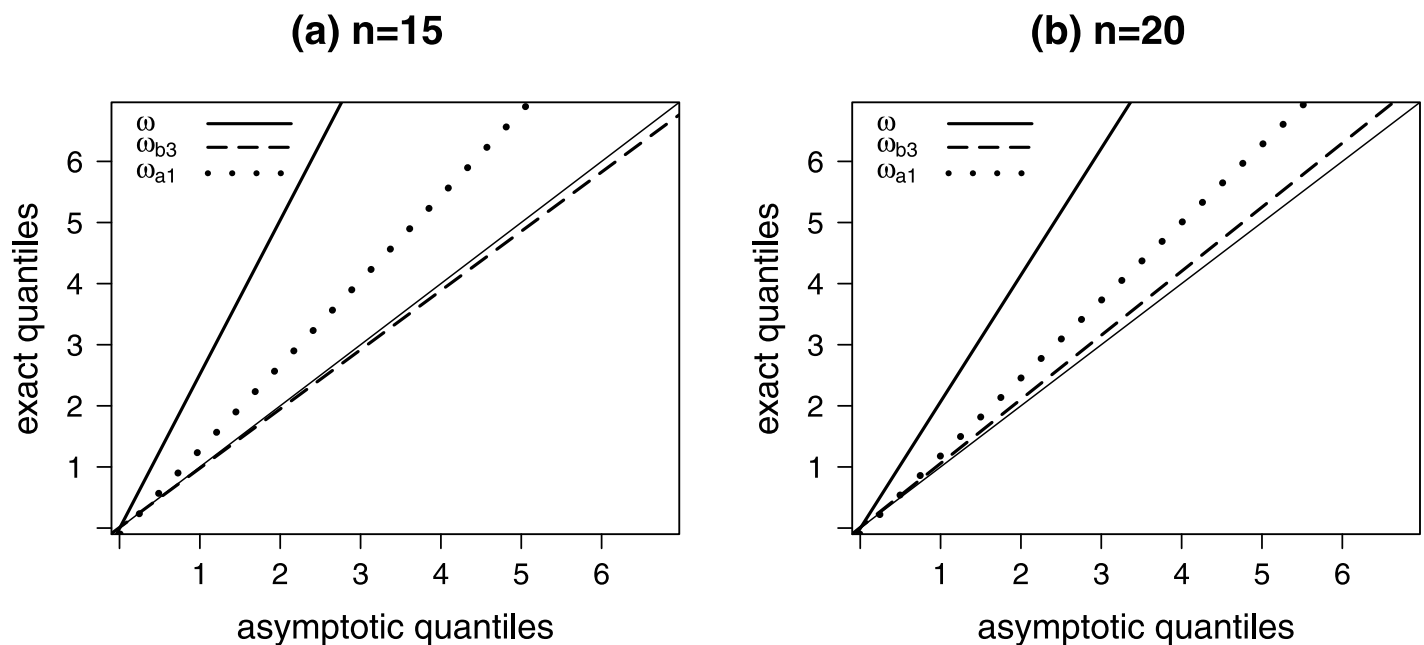 (a) n=15
ω
ωb3
ωa1
exact quantiles
6
5
4
3
2
1
1 2 3 4 5 6
asymptotic quantiles
(b) n=20
ω
ωb3
ωa1
exact quantiles
6
5
4
3
2
1
1 2 3 4 5 6
asymptotic quantiles